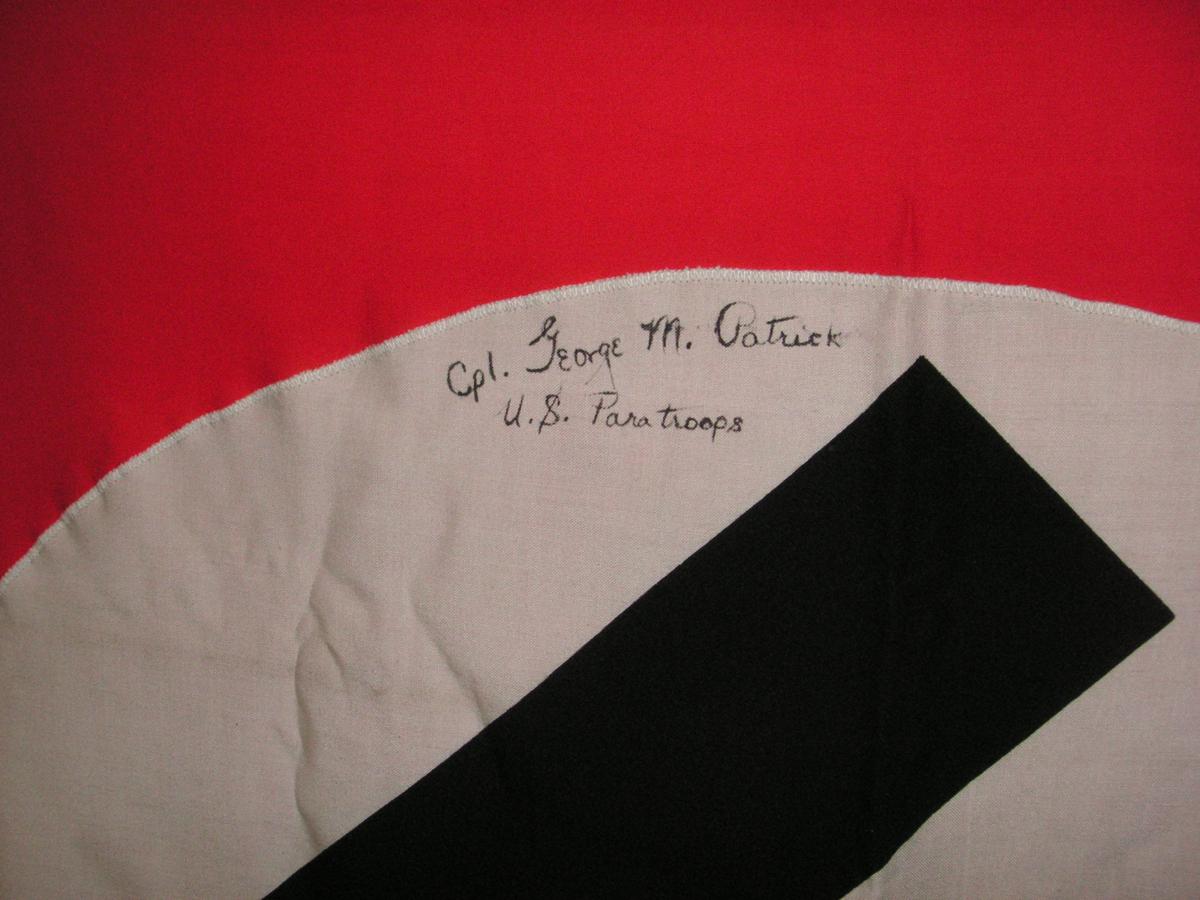 Cpl. George M. Patrick
U.S. Paratroops